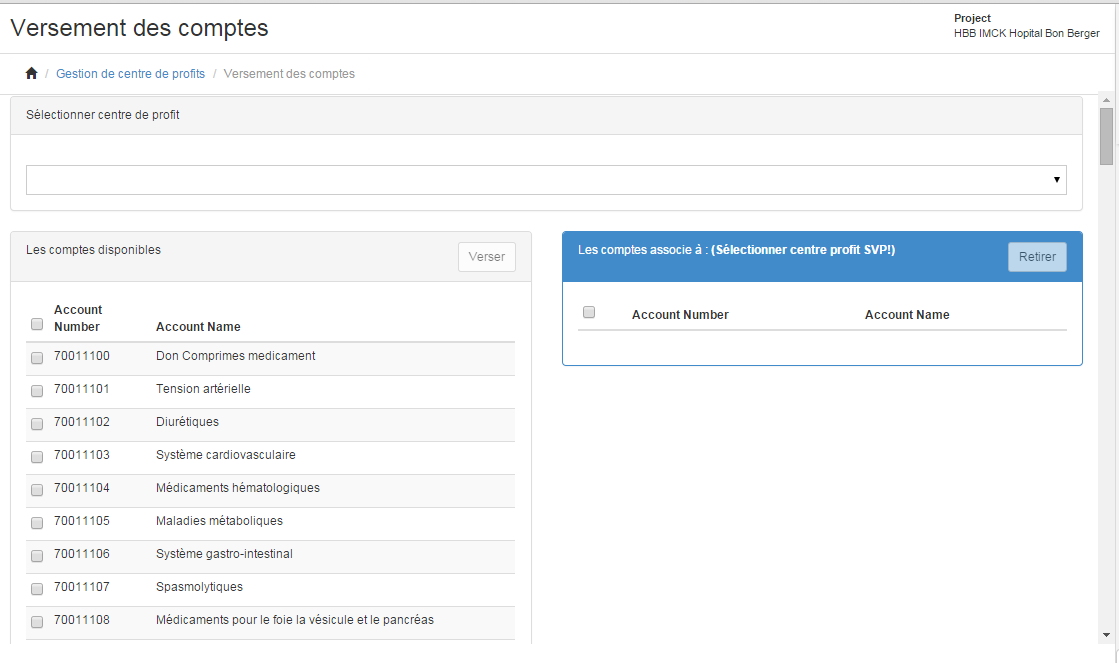 Versement des comptes
Project
HBB IMCK Hopital Bon Berger
/ Gestion de centre de profits / Versement des comptes
Sélectionner centre de profit
Les comptes disponibles
Verser
Account
Number
Account Name
70011100 Don Comprimes medicament
70011101 Tension artérielle
70011102 Diurétiques
70011103 Système cardiovasculaire
70011104 Médicaments hématologiques
70011105 Maladies métaboliques
70011106 Système gastro-intestinal
70011107 Spasmolytiques
70011108 Médicaments pour le foie la vésicule et le pancréas
Les comptes associe à : (Sélectionner centre profit SVP!)
Retirer
Account Number Account Name